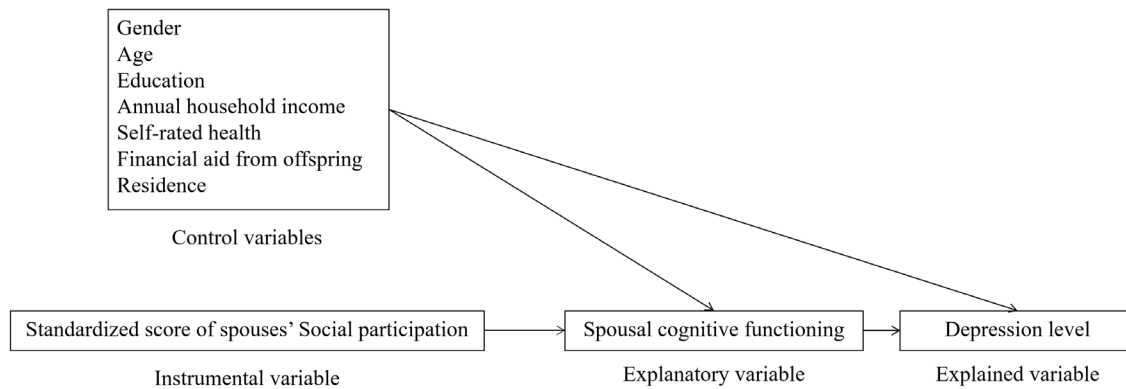 Gender
Age
Education
Annual household income
Self-rated health
Financial aid from offspring
Residence
Control variables
Standardized score of spouses’ Social participation
Spousal cognitive functioning
Depression level
Instrumental variable
Explanatory variable
Explained variable